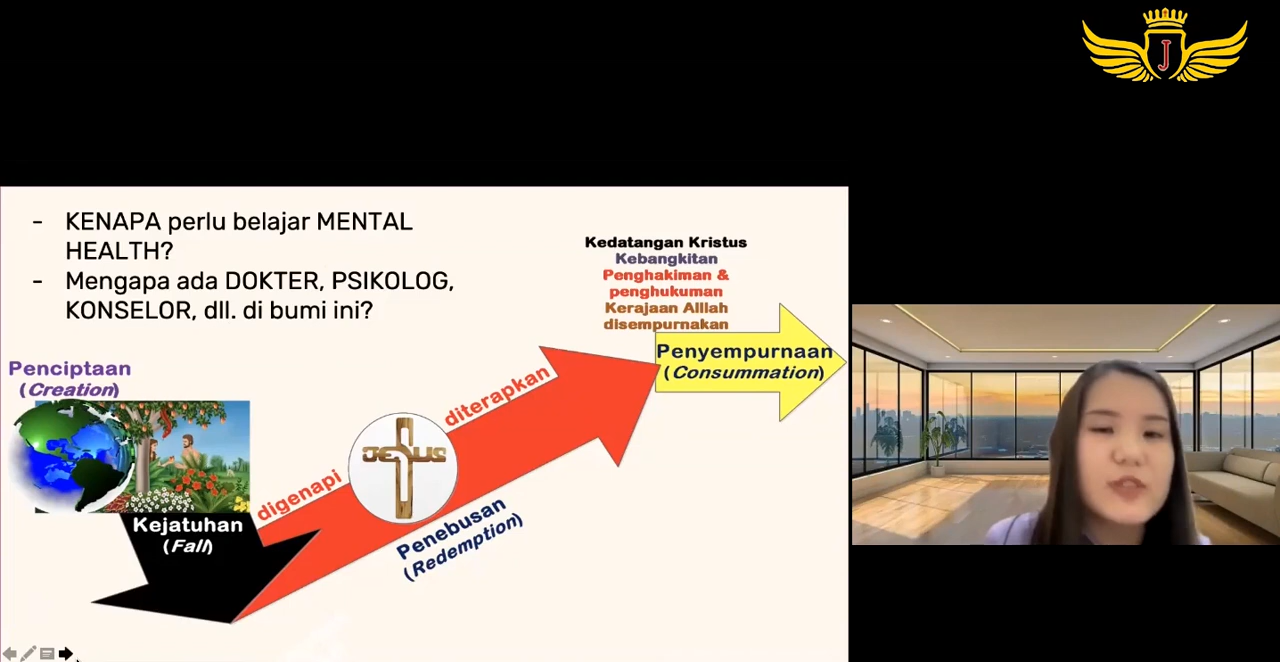 J
- KENAPA perlu belajar MENTAL
HEALTH?
- Mengapa ada DOKTER, PSIKOLOG,
KONSELOR, dll. di bumi ini?
Kedatangan Kristus
Kebangkitan
Penghakiman &
penghukuman
Kerajaan Alllah
disempurnakan
Penyempurnaan
(Consummation)
Penciptaan
(Creation)
diterapkan
JESUS
digenapi
Kejatuhan
(Fall)
Penebusan
(Redemption)